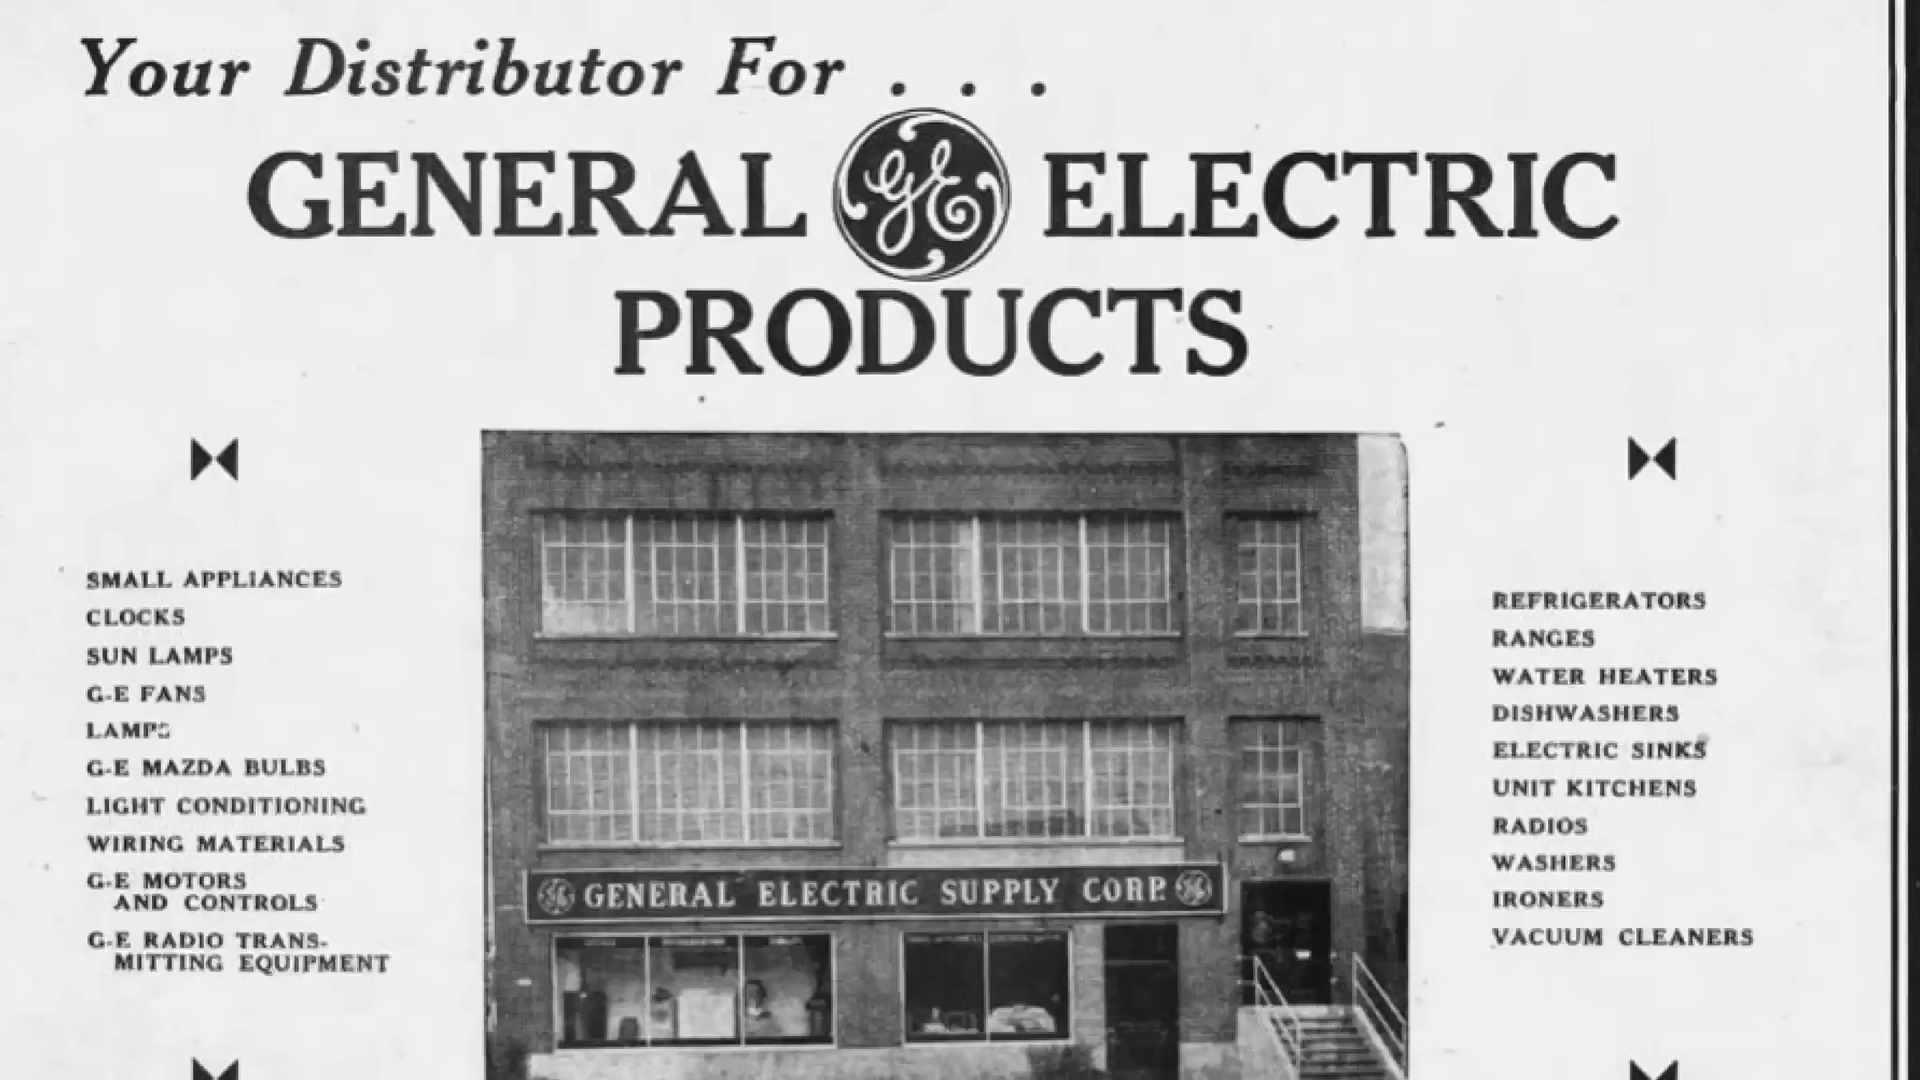 Your Distributor For . . .
GENERAL GE ELECTRIC
PRODUCTS
SMALL APPLIANCES
CLOCKS
SUN LAMPS
G-E FANS
LAMPS
G-E MAZDA BULBS
LIGHT CONDITIONING
WIRING MATERIALS
G-E MOTORS
AND CONTROLS
G-E RADIO TRANS-
MITTING EQUIPMENT
GE GENERAL ELECTRIC SUPPLY CORP. GE
REFRIGERATORS
RANGES
WATER HEATERS
DISHWASHERS
ELECTRIC SINKS
UNIT KITCHENS
RADIOS
WASHERS
IRONERS
VACUUM CLEANERS